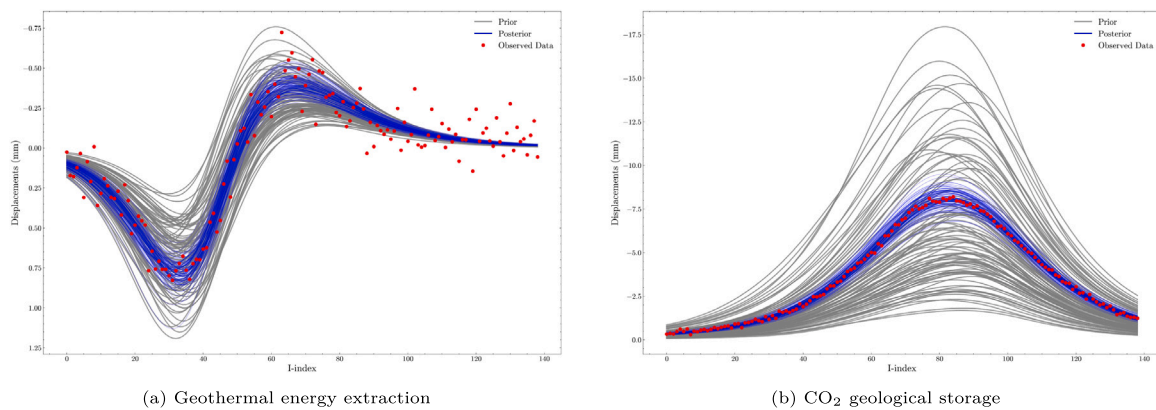 −0.75
−0.50
−0.25
0.00
0.25
0.50
0.75
1.00
1.25
Displacements (mm)
0 20 40 60 80 100 120 140
I-index
Prior
Posterior
Observed Data
(a) Geothermal energy extraction
−17.5
−15.0
−12.5
−10.0
−7.5
−5.0
−2.5
0.0
Displacements (mm)
0 20 40 60 80 100 120 140
I-index
Prior
Posterior
Observed Data
(b) CO₂ geological storage